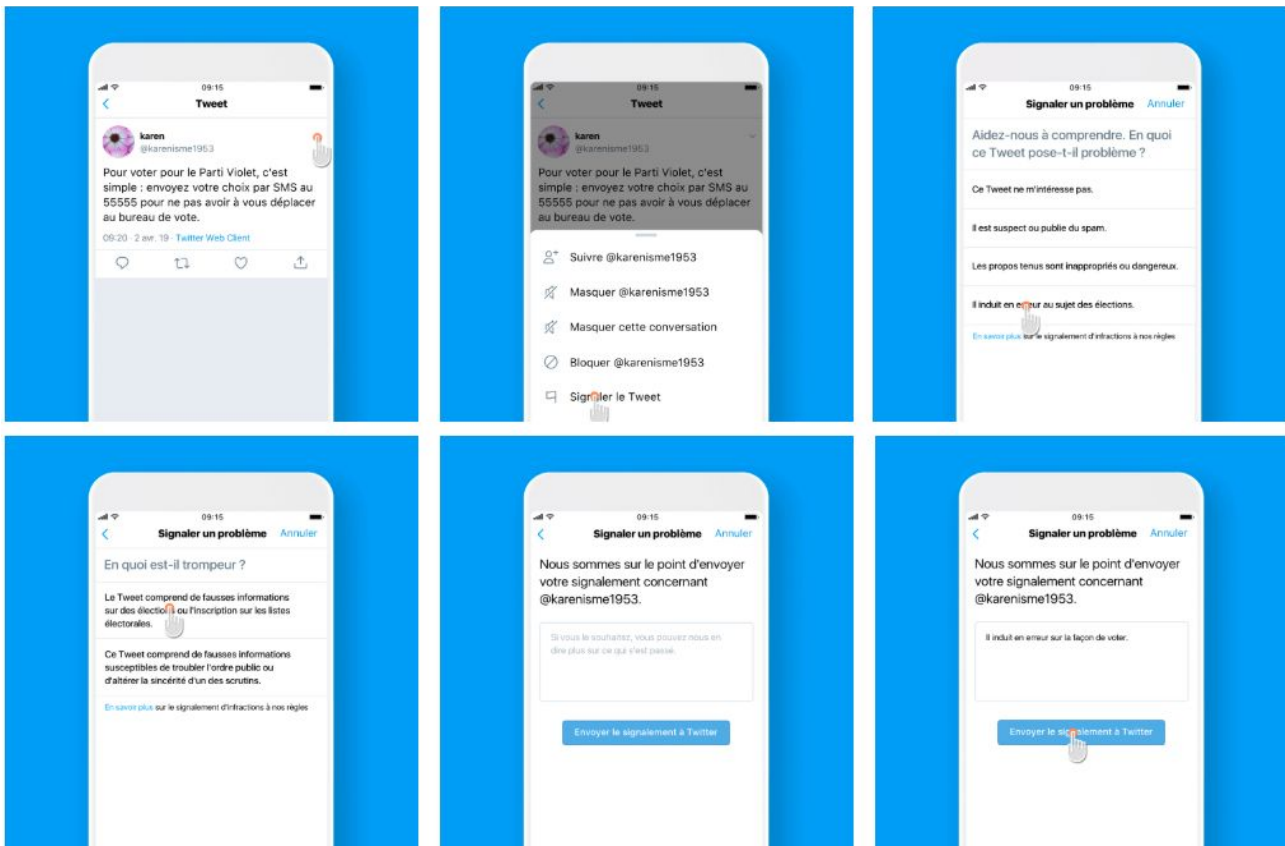 09:15
Tweet
karen
@karenisme1953
Pour voter pour le Parti Violet, c'est
simple : envoyez votre choix par SMS au
55555 pour ne pas avoir à vous déplacer
au bureau de vote.
09:20 · 2 avr. 19 · Twitter Web Client
09:15
Tweet
karen
@karenisme1953
Pour voter pour le Parti Violet, c'est
simple : envoyez votre choix par SMS au
55555 pour ne pas avoir à vous déplacer
au bureau de vote.
Suivre @karenisme1953
Masquer @karenisme1953
Masquer cette conversation
Bloquer @karenisme1953
Signaler le Tweet
09:15
Signaler un problème Annuler
Aidez-nous à comprendre. En quoi
ce Tweet pose-t-il problème ?
Ce Tweet ne m'intéresse pas.
Il est suspect ou publie du spam.
Les propos tenus sont inappropriés ou dangereux.
Il induit en erreur au sujet des élections.
En savoir plus sur le signalement d'infractions à nos règles
09:15
Signaler un problème Annuler
En quoi est-il trompeur ?
Le Tweet comprend de fausses informations
sur des élections ou l'inscription sur les listes
électorales.
Ce Tweet comprend de fausses informations
susceptibles de troubler l'ordre public ou
d'altérer la sincérité d'un des scrutins.
En savoir plus sur le signalement d'infractions à nos règles
09:15
Signaler un problème Annuler
Nous sommes sur le point d'envoyer
votre signalement concernant
@karenisme1953.
Si vous le souhaitez, vous pouvez nous en
dire plus sur ce qui s'est passé.
Envoyer le signalement à Twitter
09:15
Signaler un problème Annuler
Nous sommes sur le point d'envoyer
votre signalement concernant
@karenisme1953.
Il induit en erreur sur la façon de voter.
Envoyer le signalement à Twitter